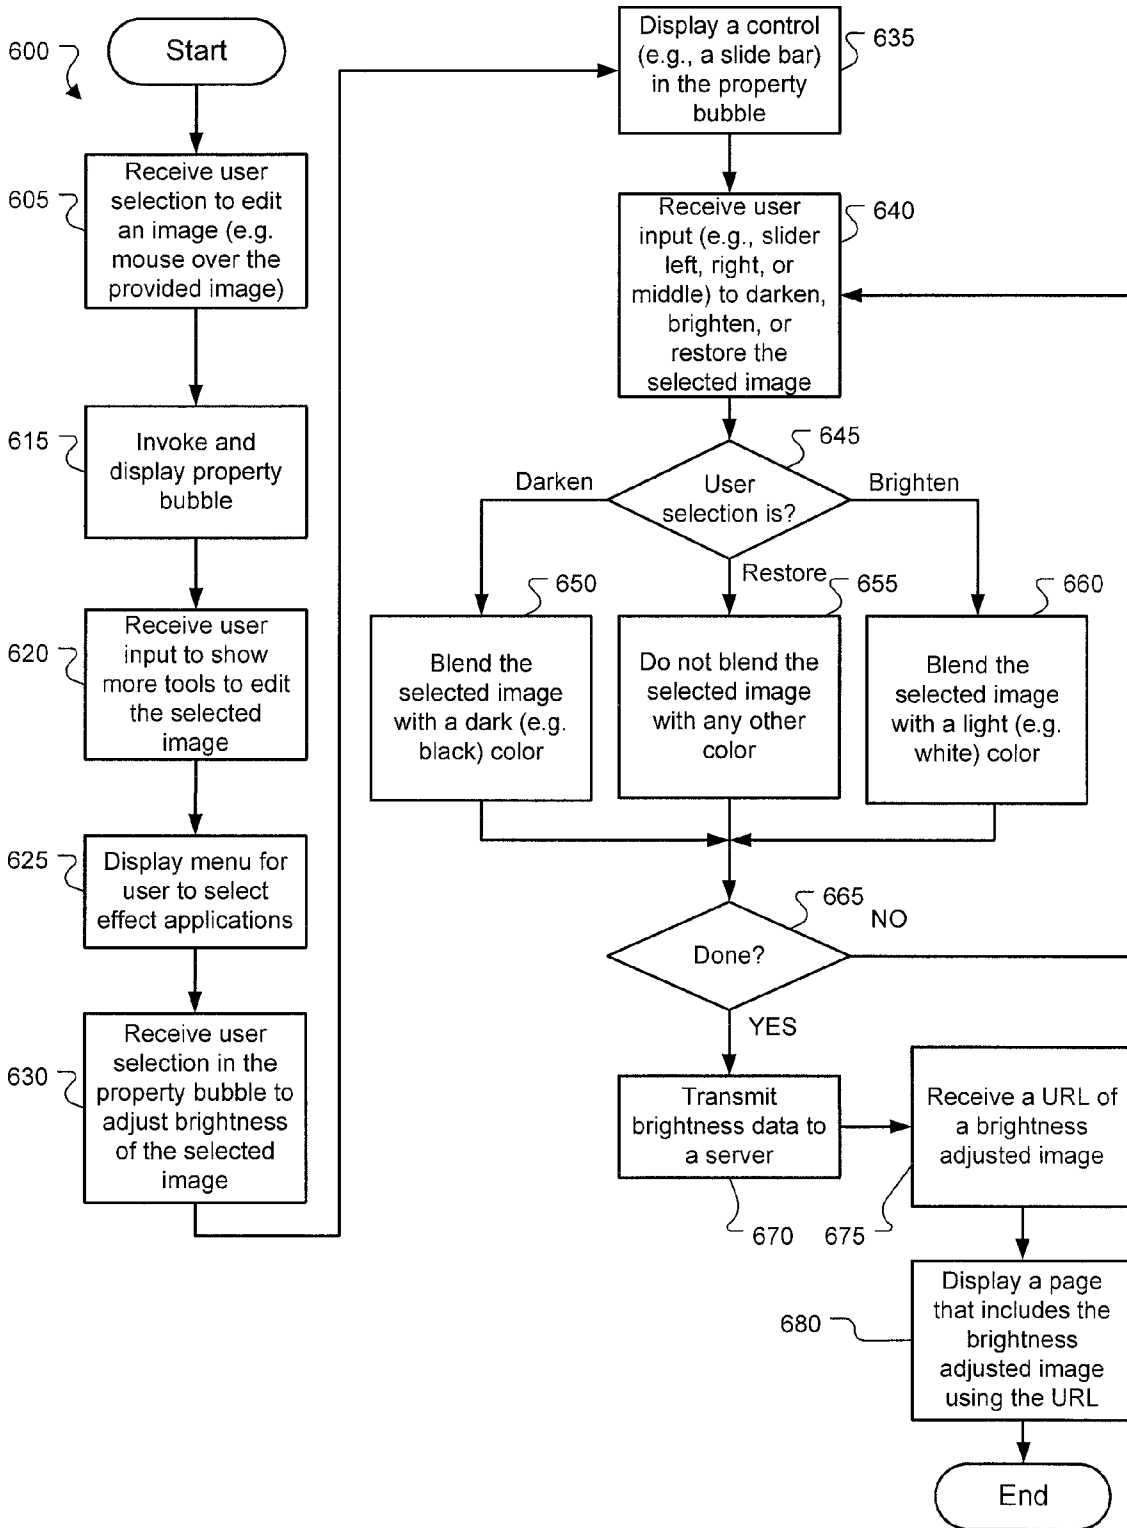 600
Start
605
Receive user
selection to edit
an image (e.g.
mouse over the
provided image)
615
Invoke and
display property
bubble
620
Receive user
input to show
more tools to edit
the selected
image
625
Display menu for
user to select
effect applications
630
Receive user
selection in the
property bubble to
adjust brightness
of the selected
image
Display a control
(e.g., a slide bar)
in the property
bubble
635
Receive user
input (e.g., slider
left, right, or
middle) to darken,
brighten, or
restore the
selected image
640
645
User
selection is?
Darken
Restore
Brighten
650
Blend the
selected image
with a dark (e.g.
black) color
655
Do not blend the
selected image
with any other
color
660
Blend the
selected image
with a light (e.g.
white) color
665
Done?
NO
YES
Transmit
brightness data to
a server
670
Receive a URL of
a brightness
adjusted image
675
Display a page
that includes the
brightness
adjusted image
using the URL
680
End